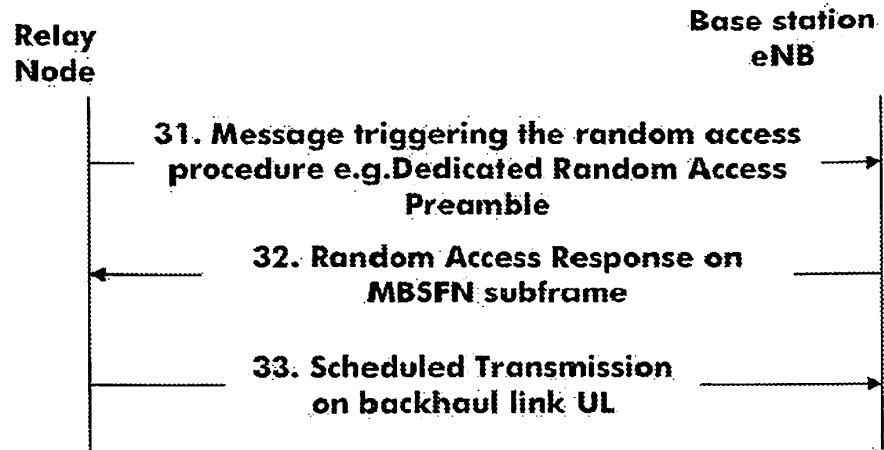 Relay
Node
Base station
eNB
31. Message triggering the random access
procedure e.g.Dedicated Random Access
Preamble
32. Random Access Response on
MBSFN subframe
33. Scheduled Transmission
on backhaul link UL